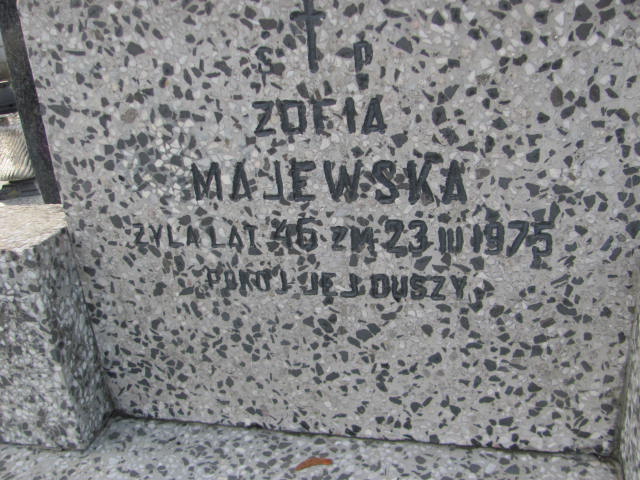 Ś P
ZOFIA
MAJEWSKA
ŻYŁA LAT 46 ZM 23 III 1975
POKÓJ JEJ DUSZY